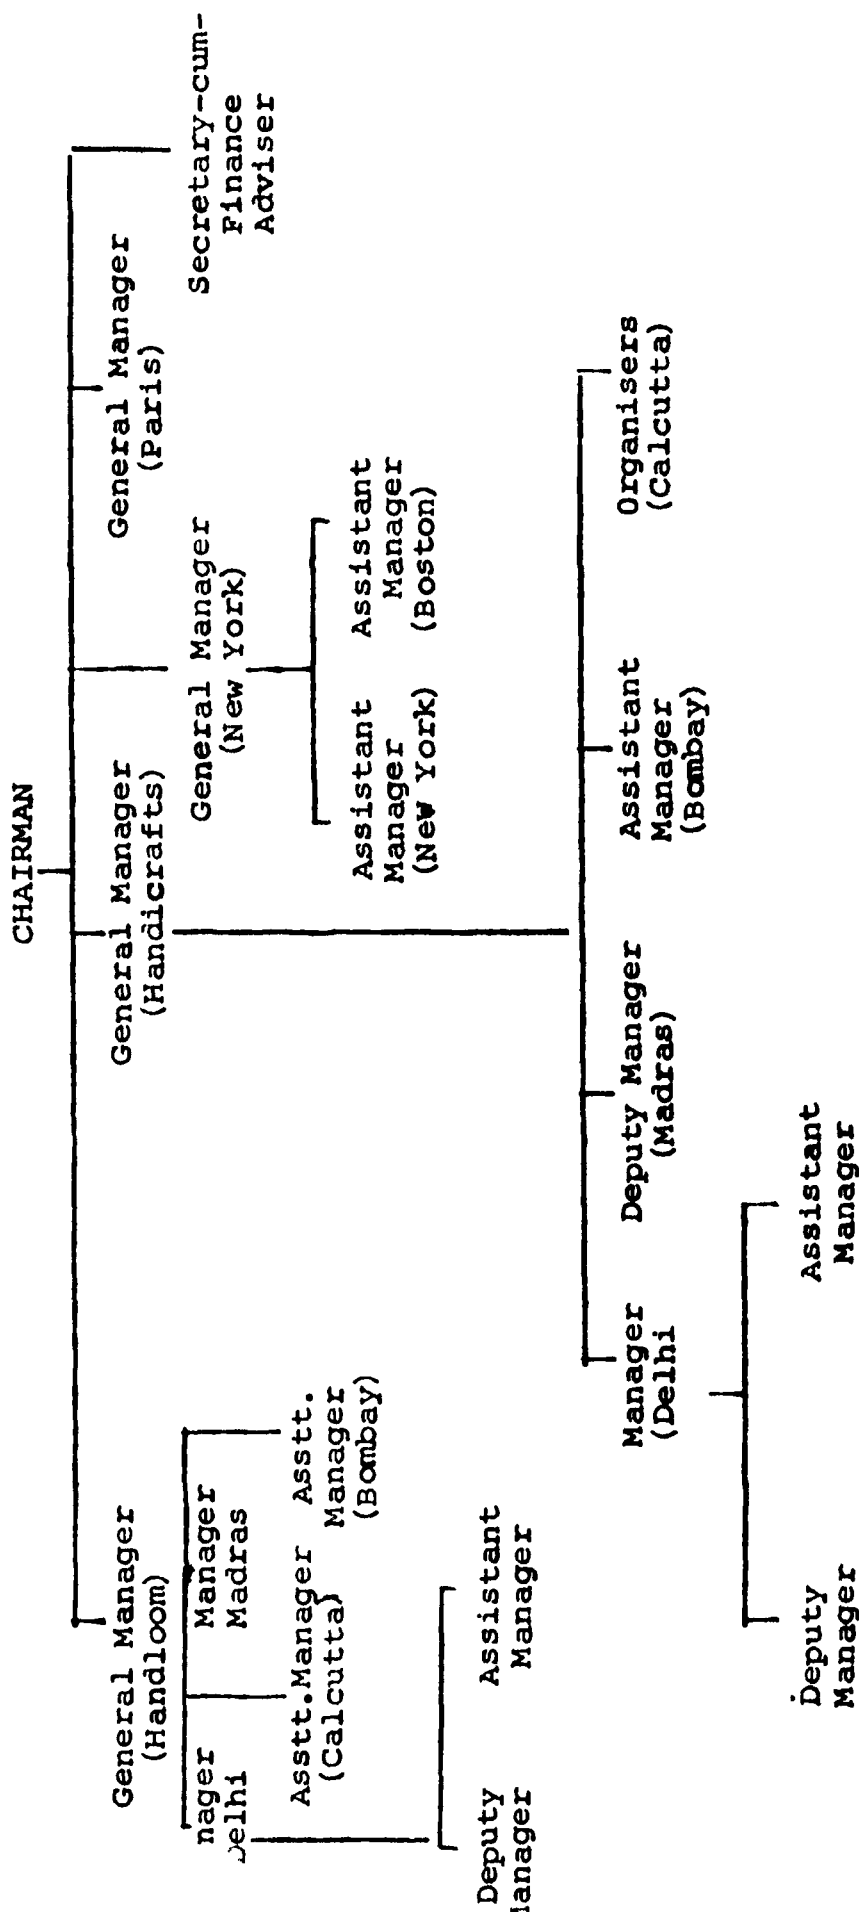 CHAIRMAN
General Manager
(Handloom)
General Manager
(Handicrafts)
General Manager
(New York)
General Manager
(Paris)
Secretary-cum-
Finance
Adviser
nager
Delhi
Asstt.Manager
(Calcutta)
Manager
Madras
Asstt.
Manager
(Bombay)
Deputy
Manager
Assistant
Manager
Assistant
Manager
(New York)
Assistant
Manager
(Boston)
Manager
(Delhi
Deputy Manager
(Madras)
Assistant
Manager
(Bombay)
Organisers
(Calcutta)
Deputy
Manager
Assistant
Manager